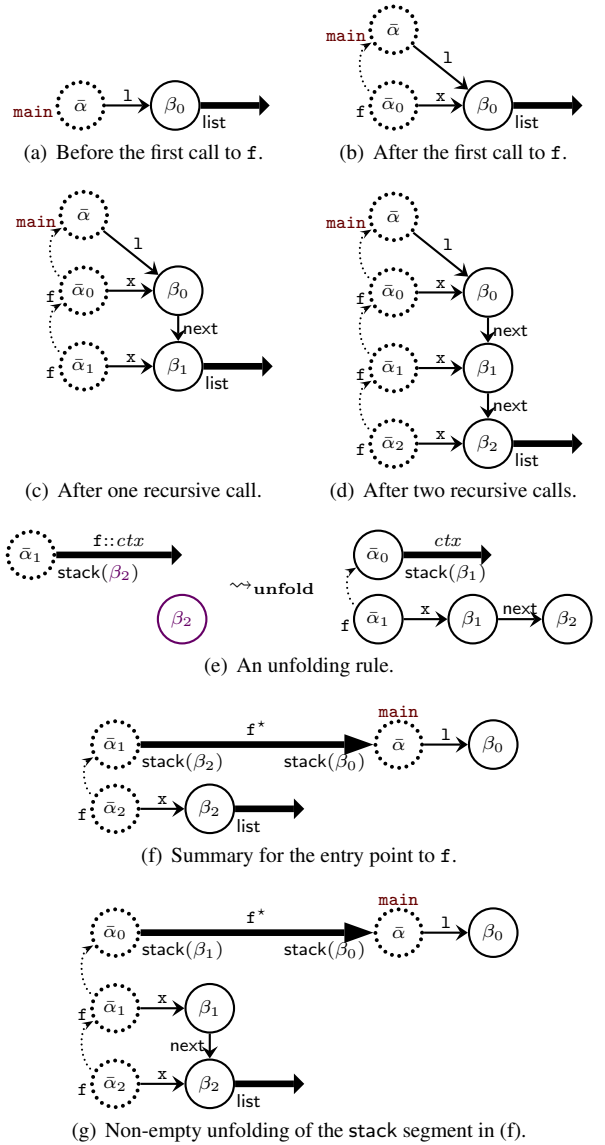 main ᾱ l β₀ list
(a) Before the first call to f.
main ᾱ l
f ᾱ₀ x β₀ list
(b) After the first call to f.
main ᾱ l
f ᾱ₀ x β₀
next
f ᾱ₁ x β₁ list
(c) After one recursive call.
main ᾱ l
f ᾱ₀ x β₀
next
f ᾱ₁ x β₁
next
f ᾱ₂ x β₂ list
(d) After two recursive calls.
ᾱ₁ f::ctx
stack(β₂)
β₂
⇝unfold
ᾱ₀ ctx
stack(β₁)
f ᾱ₁ x β₁ next β₂
(e) An unfolding rule.
main
ᾱ₁ f* ᾱ l β₀
stack(β₂) stack(β₀)
f ᾱ₂ x β₂ list
(f) Summary for the entry point to f.
main
ᾱ₀ f* ᾱ l β₀
stack(β₁) stack(β₀)
f ᾱ₁ x β₁
next
f ᾱ₂ x β₂ list
(g) Non-empty unfolding of the stack segment in (f).